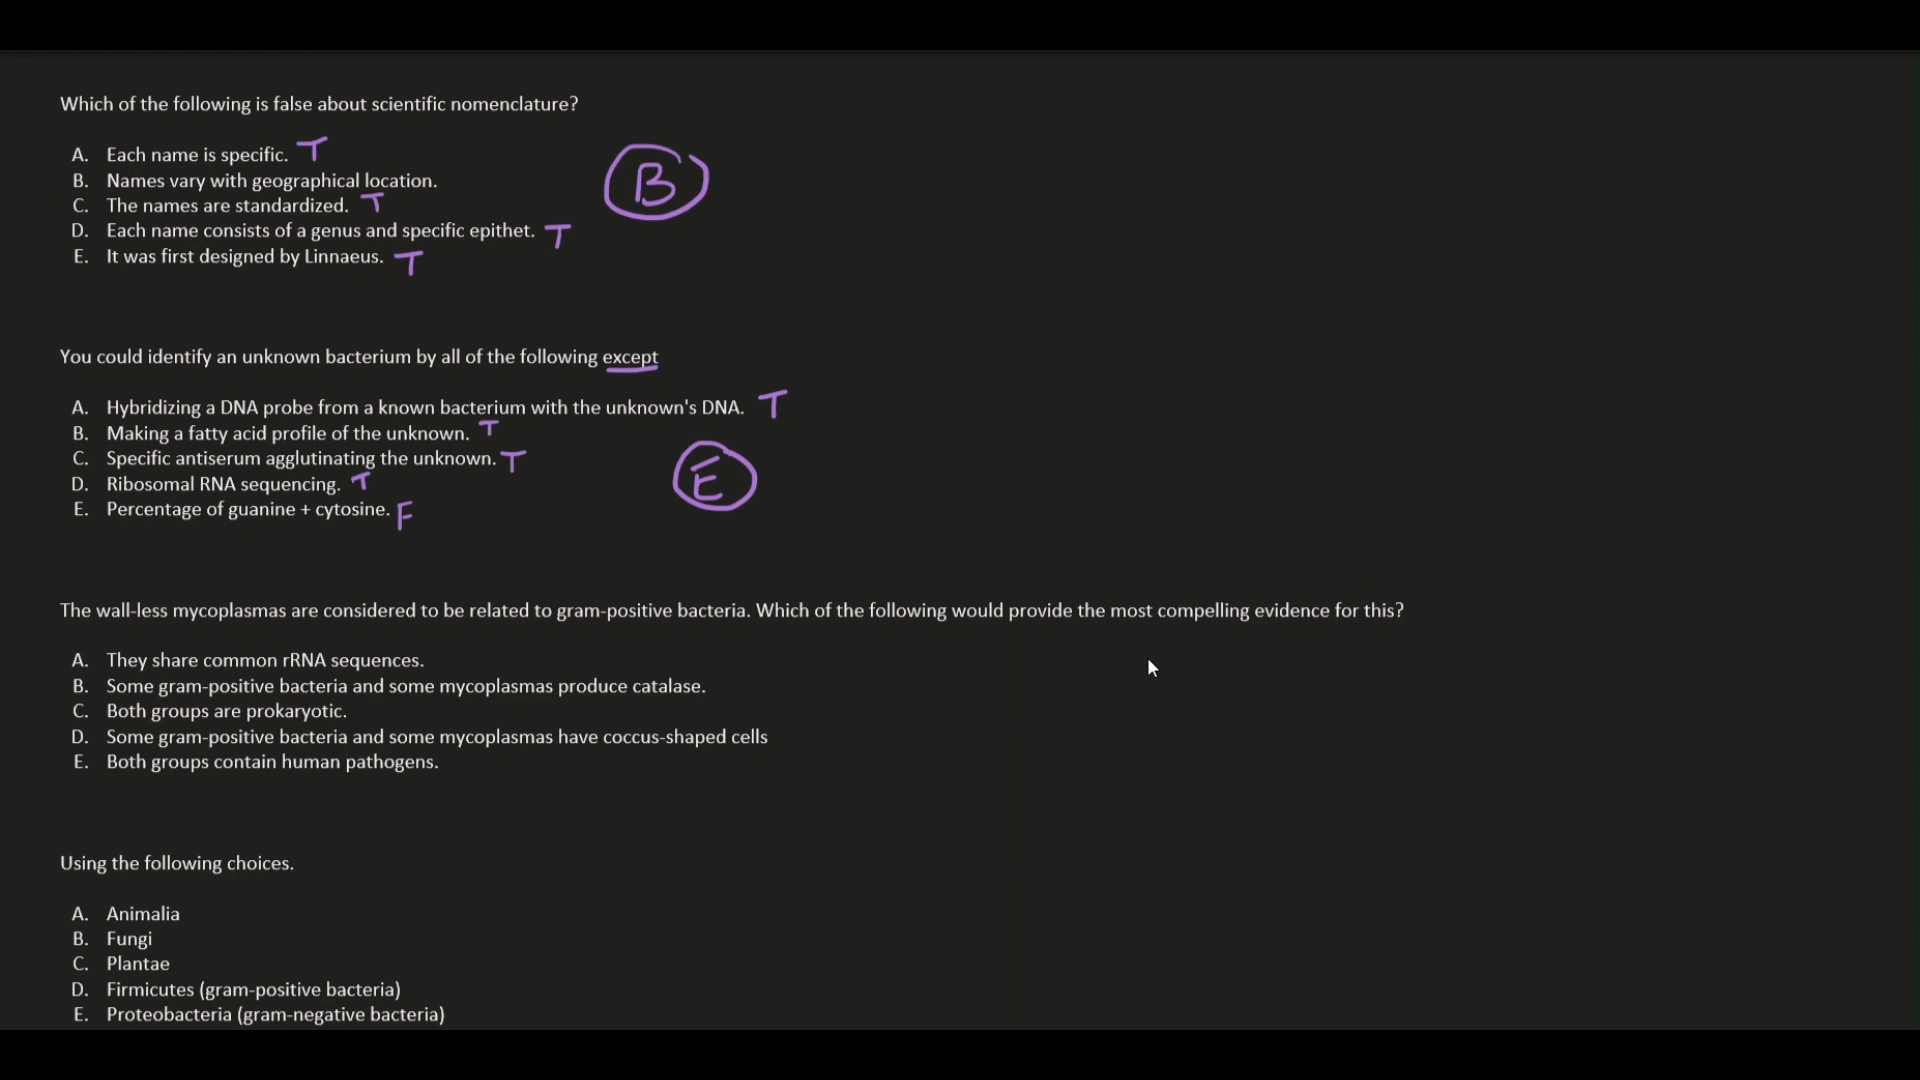 Which of the following is false about scientific nomenclature?
A. Each name is specific. T
B. Names vary with geographical location.
B
C. The names are standardized. T
D. Each name consists of a genus and specific epithet. T
E. It was first designed by Linnaeus. T
You could identify an unknown bacterium by all of the following except
A. Hybridizing a DNA probe from a known bacterium with the unknown's DNA. T
B. Making a fatty acid profile of the unknown. T
C. Specific antiserum agglutinating the unknown. T
D. Ribosomal RNA sequencing. T
E
E. Percentage of guanine + cytosine. F
The wall-less mycoplasmas are considered to be related to gram-positive bacteria. Which of the following would provide the most compelling evidence for this?
A. They share common rRNA sequences.
B. Some gram-positive bacteria and some mycoplasmas produce catalase.
C. Both groups are prokaryotic.
D. Some gram-positive bacteria and some mycoplasmas have coccus-shaped cells
E. Both groups contain human pathogens.
Using the following choices.
A. Animalia
B. Fungi
C. Plantae
D. Firmicutes (gram-positive bacteria)
E. Proteobacteria (gram-negative bacteria)